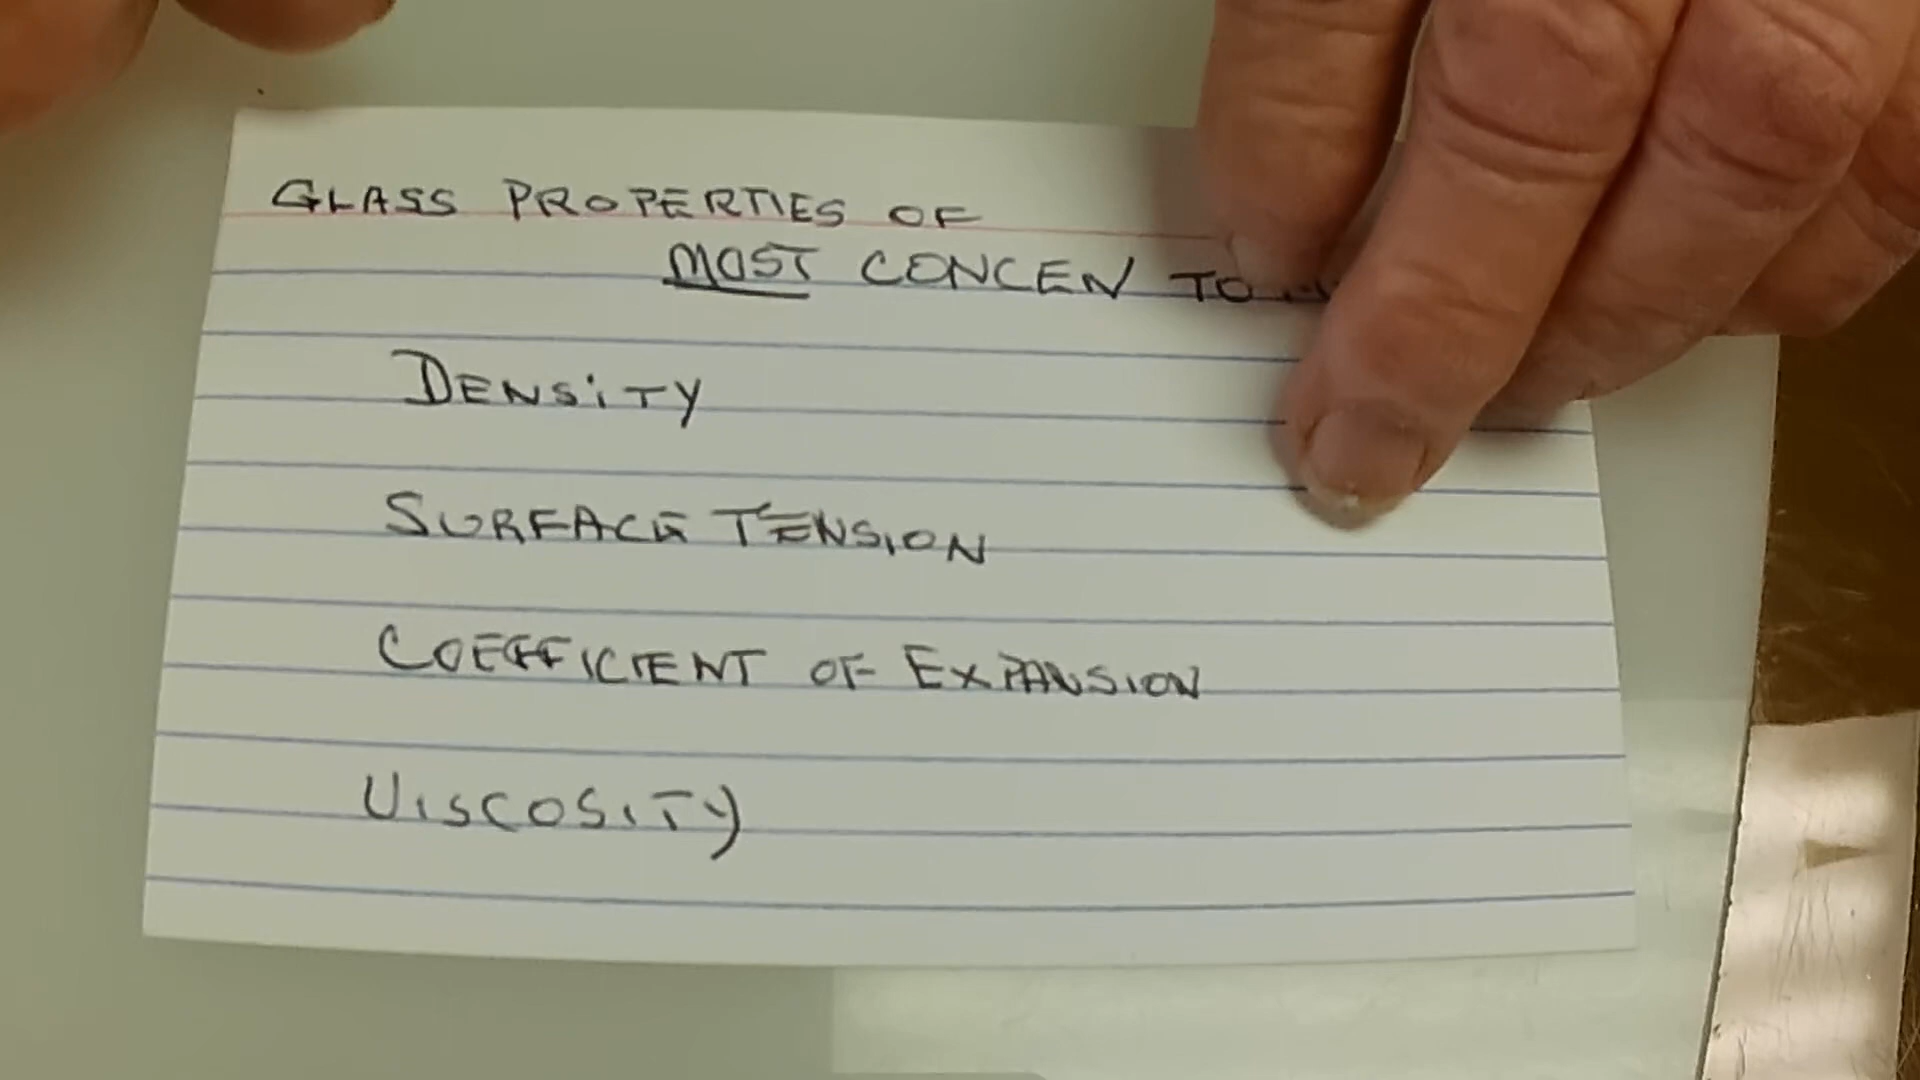 GLASS PROPERTIES OF
MOST CONCEN TO
DENSITY
SURFACE TENSION
COEFFICIENT OF EXPANSION
VISCOSITY